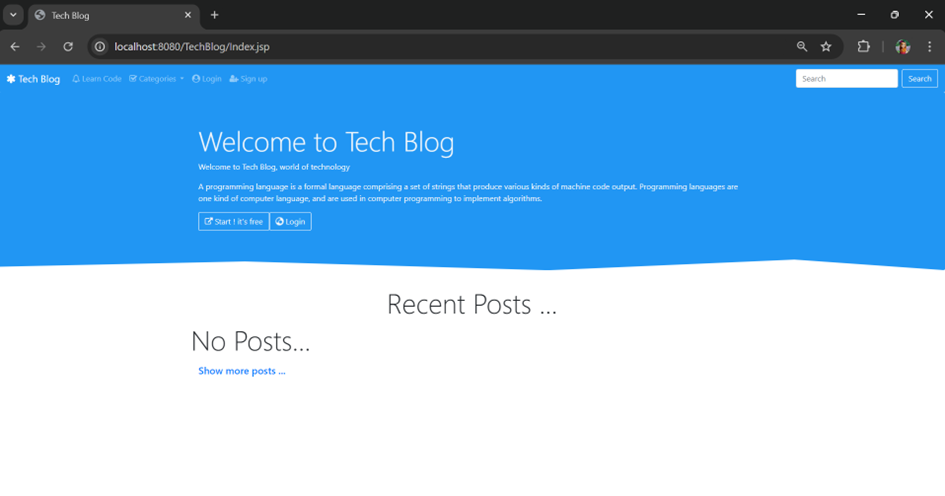 Tech Blog
localhost:8080/TechBlog/Index.jsp
Tech Blog Learn Code Categories Login Sign up Search Search
Welcome to Tech Blog
Welcome to Tech Blog, world of technology
A programming language is a formal language comprising a set of strings that produce various kinds of machine code output. Programming languages are
one kind of computer language, and are used in computer programming to implement algorithms.
Start ! it's free Login
Recent Posts ...
No Posts...
Show more posts ...